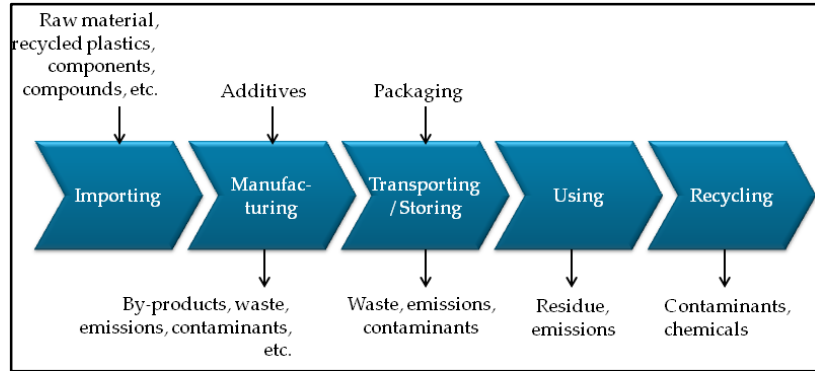 Raw material,
recycled plastics,
components,
compounds, etc.
Additives
Packaging
Importing
Manufac-
turing
Transporting
/Storing
Using
Recycling
By-products, waste,
emissions, contaminants,
etc.
Waste, emissions,
contaminants
Residue,
emissions
Contaminants,
chemicals